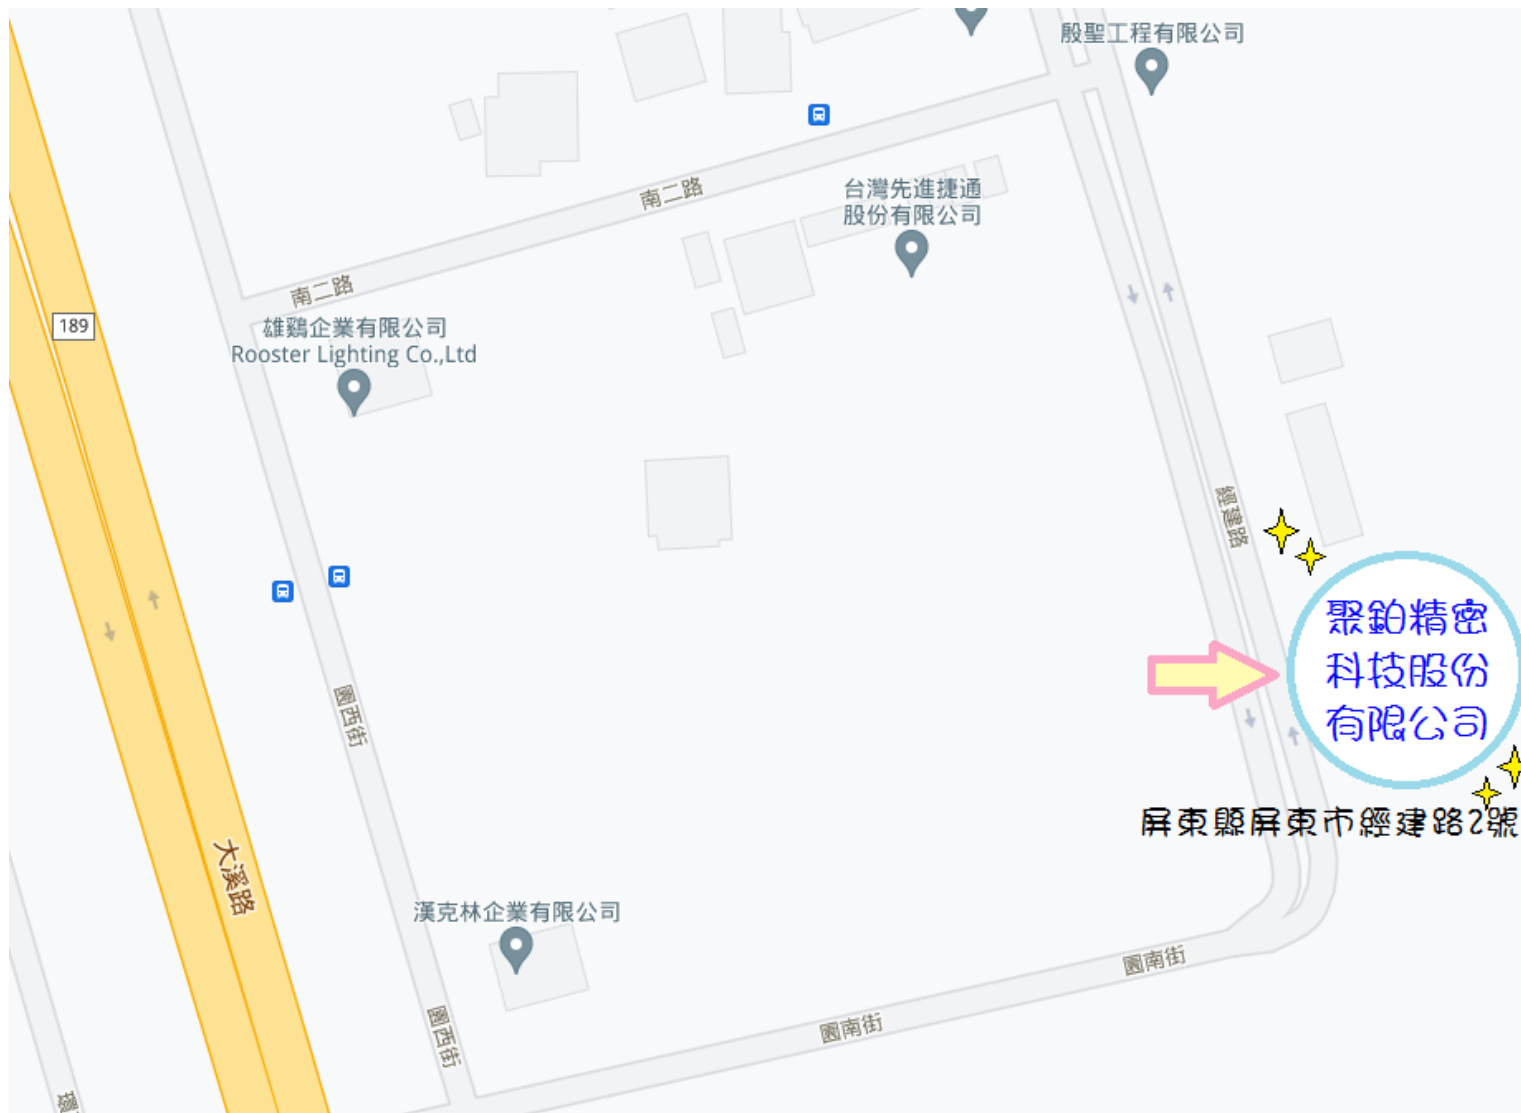 殷聖工程有限公司
台灣先進捷通
股份有限公司
南二路
南二路
189
雄鷄企業有限公司
Rooster Lighting Co.,Ltd
經建路
聚鉑精密
科技股份
有限公司
園西街
屏東縣屏東市經建路2號
大溪路
漢克林企業有限公司
園南街
園西街
園南街